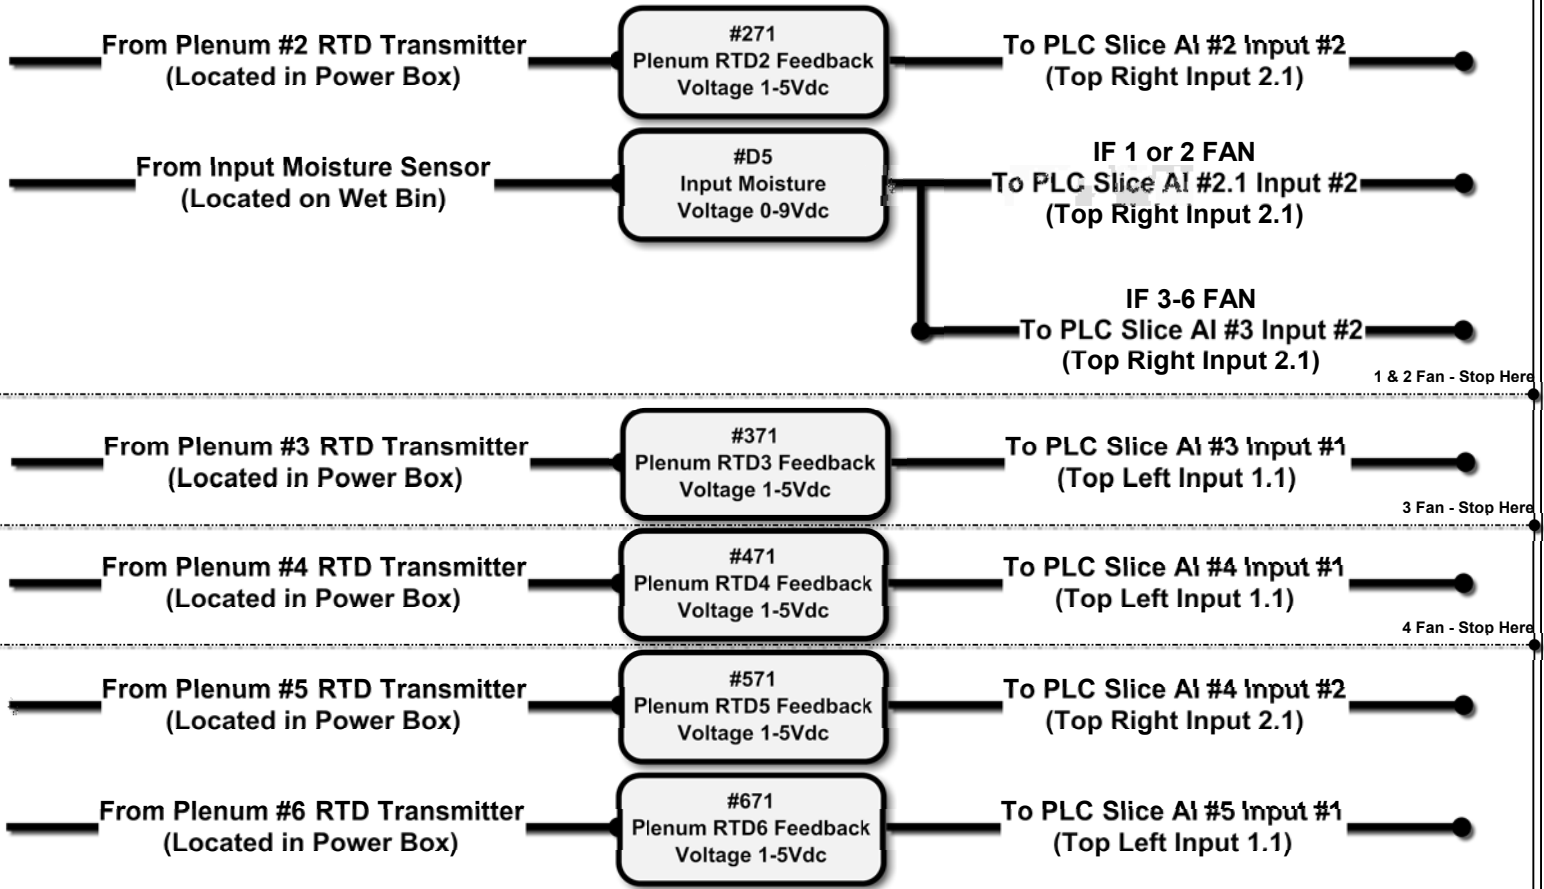 From Plenum #2 RTD Transmitter
(Located in Power Box)
#271
Plenum RTD2 Feedback
Voltage 1-5Vdc
To PLC Slice AI #2 Input #2
(Top Right Input 2.1)
From Input Moisture Sensor
(Located on Wet Bin)
#D5
Input Moisture
Voltage 0-9Vdc
IF 1 or 2 FAN
To PLC Slice AI #2.1 Input #2
(Top Right Input 2.1)
IF 3-6 FAN
To PLC Slice AI #3 Input #2
(Top Right Input 2.1)
1 & 2 Fan - Stop Here
From Plenum #3 RTD Transmitter
(Located in Power Box)
#371
Plenum RTD3 Feedback
Voltage 1-5Vdc
To PLC Slice AI #3 Input #1
(Top Left Input 1.1)
3 Fan - Stop Here
From Plenum #4 RTD Transmitter
(Located in Power Box)
#471
Plenum RTD4 Feedback
Voltage 1-5Vdc
To PLC Slice AI #4 Input #1
(Top Left Input 1.1)
4 Fan - Stop Here
From Plenum #5 RTD Transmitter
(Located in Power Box)
#571
Plenum RTD5 Feedback
Voltage 1-5Vdc
To PLC Slice AI #4 Input #2
(Top Right Input 2.1)
From Plenum #6 RTD Transmitter
(Located in Power Box)
#671
Plenum RTD6 Feedback
Voltage 1-5Vdc
To PLC Slice AI #5 Input #1
(Top Left Input 1.1)